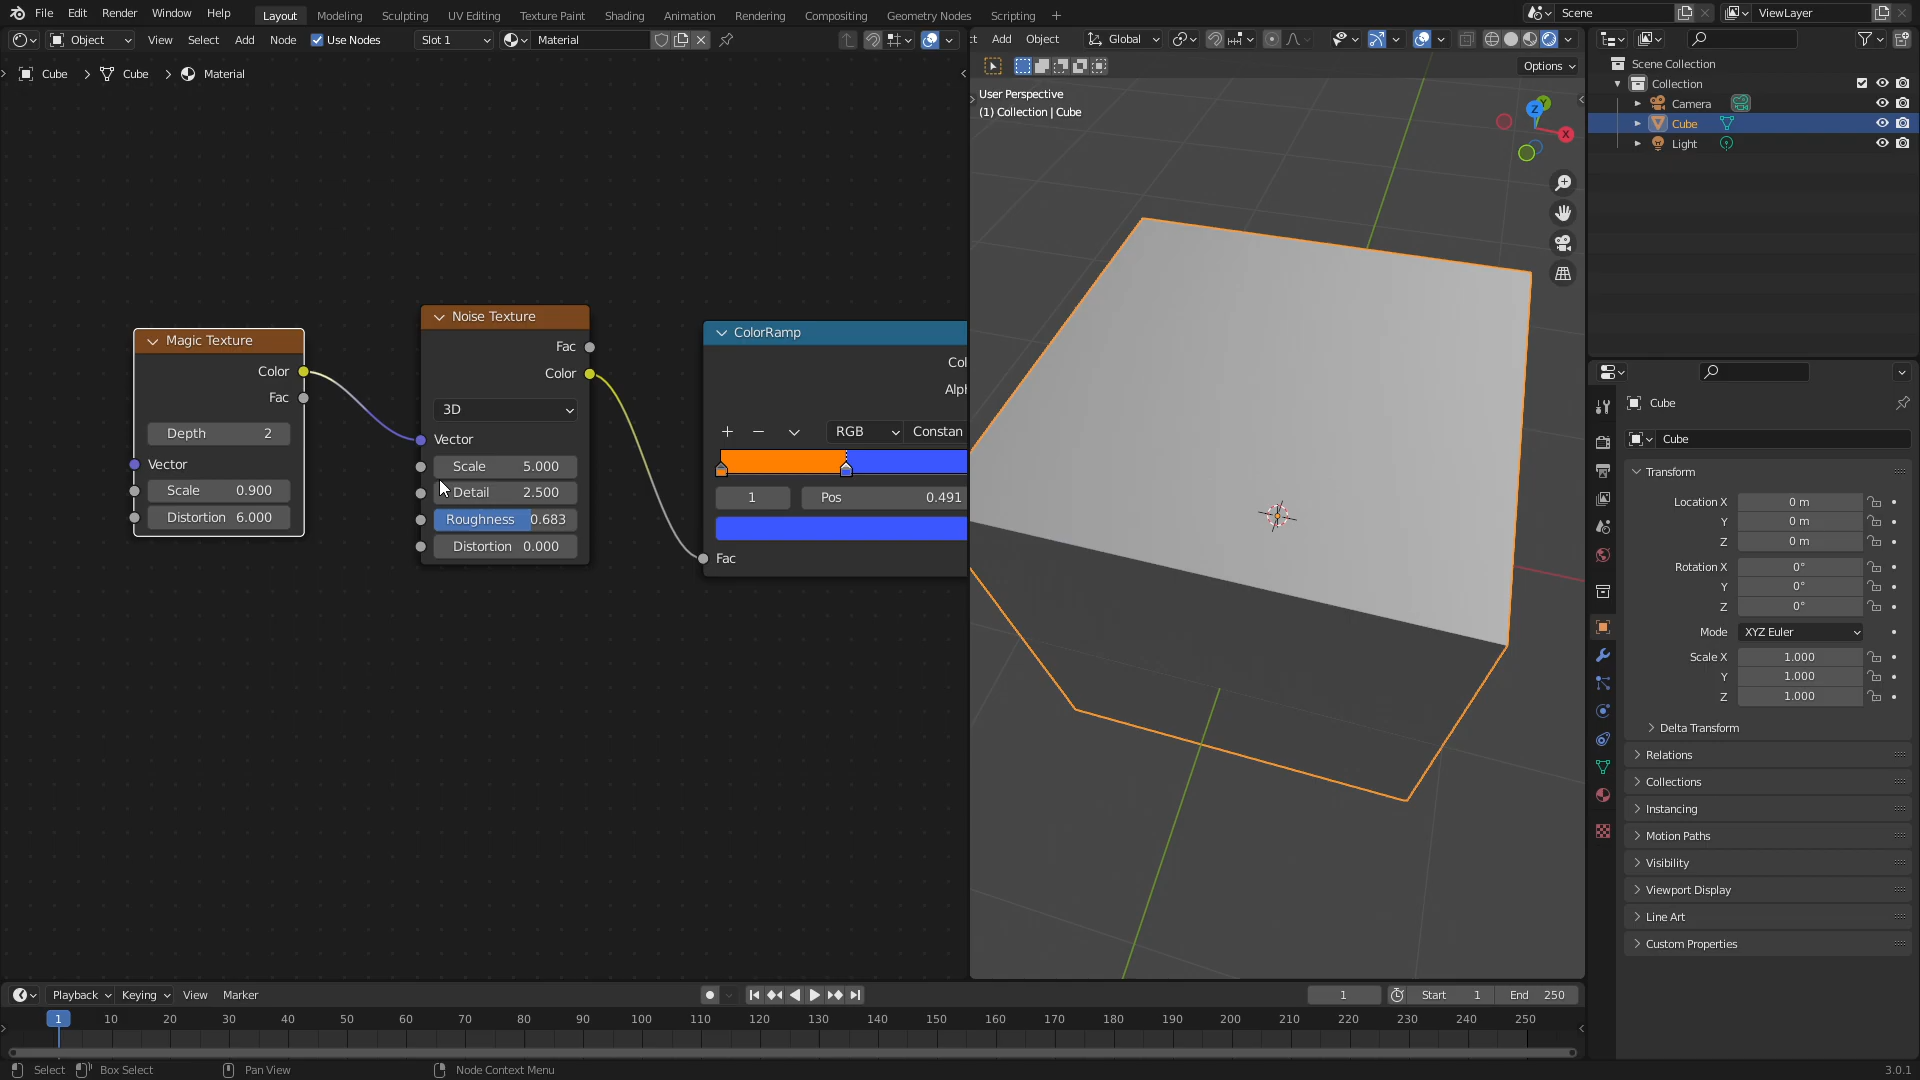 File Edit Render Window Help Layout Modeling Sculpting UV Editing Texture Paint Shading Animation Rendering Compositing Geometry Nodes Scripting + Scene ViewLayer
Object View Select Add Node Use Nodes Slot 1 Material
Cube > Cube > Material
Magic Texture
Color
Fac
Depth 2
Vector
Scale 0.900
Distortion 6.000
Noise Texture
Fac
Color
3D
Vector
Scale 5.000
Detail 2.500
Roughness 0.683
Distortion 0.000
ColorRamp
Col
Alph
RGB Constan
1 Pos 0.491
Fac
ct Add Object Global
Options
User Perspective
(1) Collection | Cube
Z
Y
X
Scene Collection
Collection
Camera
Cube
Light
Cube
Cube
Transform
Location X 0 m
Y 0 m
Z 0 m
Rotation X 0°
Y 0°
Z 0°
Mode XYZ Euler
Scale X 1.000
Y 1.000
Z 1.000
Delta Transform
Relations
Collections
Instancing
Motion Paths
Visibility
Viewport Display
Line Art
Custom Properties
Playback Keying View Marker 1 Start 1 End 250
1 10 20 30 40 50 60 70 80 90 100 110 120 130 140 150 160 170 180 190 200 210 220 230 240 250
Select Box Select Pan View Node Context Menu 3.0.1